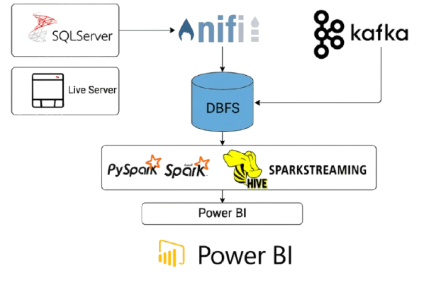 SQLServer
nifi
kafka
Live Server
DBFS
PySpark Spark HIVE SPARKSTREAMING
Power BI
Power BI